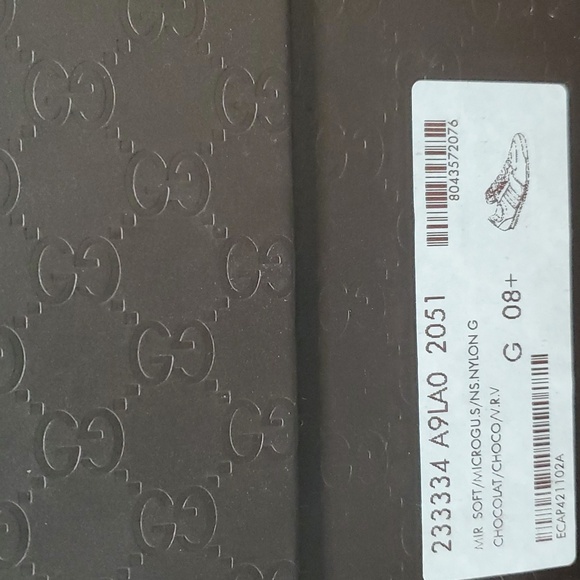 233334 A9LA0 2051
8043572076
MIR SOFT/MICROGU.S/NS.NYLON G
CHOCOLAT/CHOCO/V.R.V
G 08+
ECAP421102A